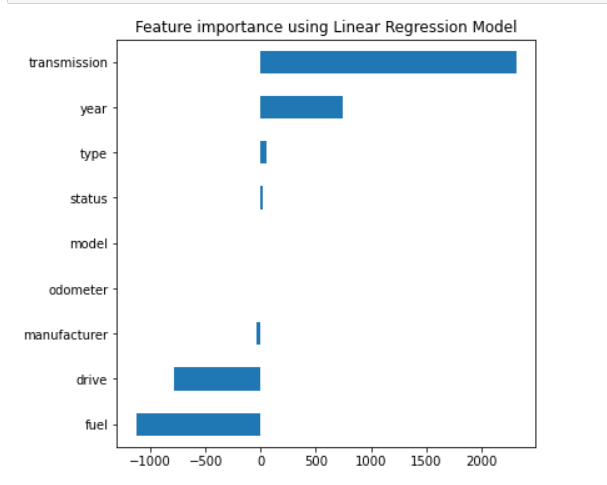 Feature importance using Linear Regression Model
transmission
year
type
status
model
odometer
manufacturer
drive
fuel
−1000 −500 0 500 1000 1500 2000